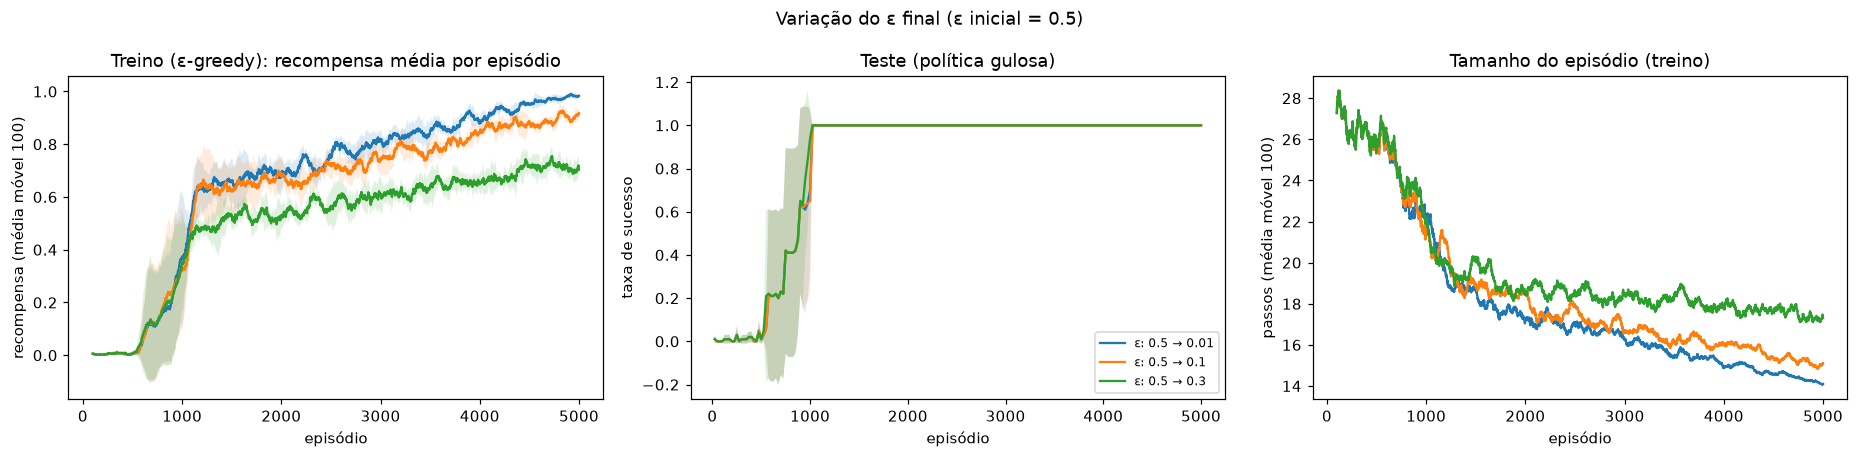 Variação do ε final (ε inicial = 0.5)
Treino (ε-greedy): recompensa média por episódio
recompensa (média móvel 100)
1.0
0.8
0.6
0.4
0.2
0.0
0 1000 2000 3000 4000 5000
episódio
Teste (política gulosa)
taxa de sucesso
1.2
1.0
0.8
0.6
0.4
0.2
0.0
−0.2
ε: 0.5 → 0.01
ε: 0.5 → 0.1
ε: 0.5 → 0.3
0 1000 2000 3000 4000 5000
episódio
Tamanho do episódio (treino)
passos (média móvel 100)
28
26
24
22
20
18
16
14
0 1000 2000 3000 4000 5000
episódio